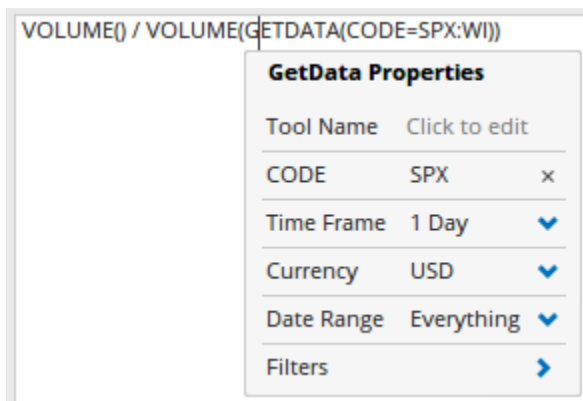 VOLUME() / VOLUME(GETDATA(CODE=SPX:WI))
GetData Properties
Tool Name Click to edit
CODE SPX ×
Time Frame 1 Day
Currency USD
Date Range Everything
Filters